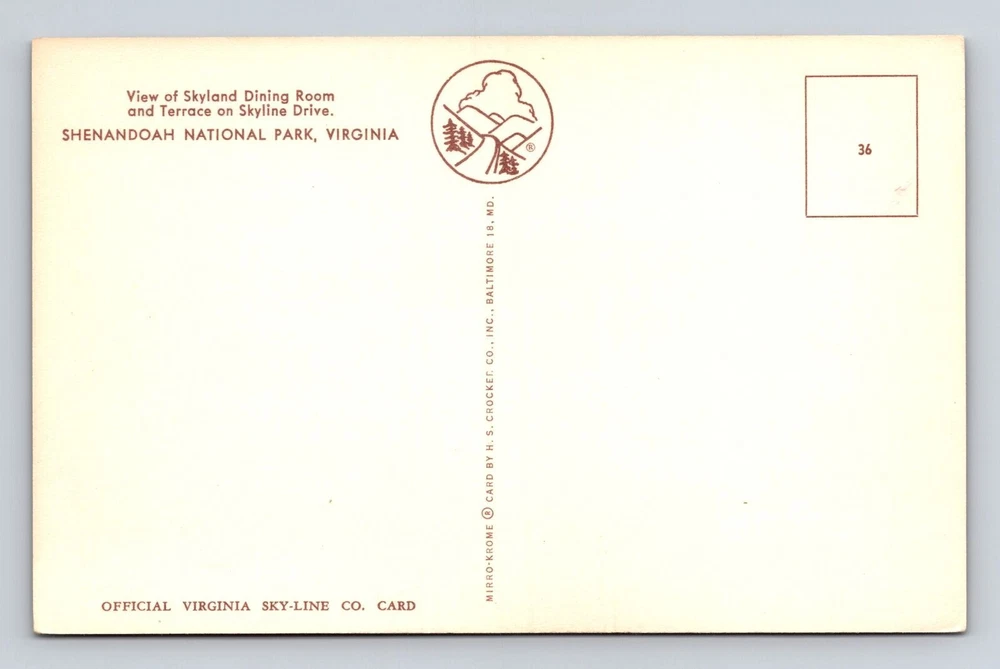 View of Skyland Dining Room
and Terrace on Skyline Drive.
SHENANDOAH NATIONAL PARK, VIRGINIA
®
36
MIRRO-KROME ® CARD BY H. S. CROCKER CO., INC., BALTIMORE 18, MD.
OFFICIAL VIRGINIA SKY-LINE CO. CARD